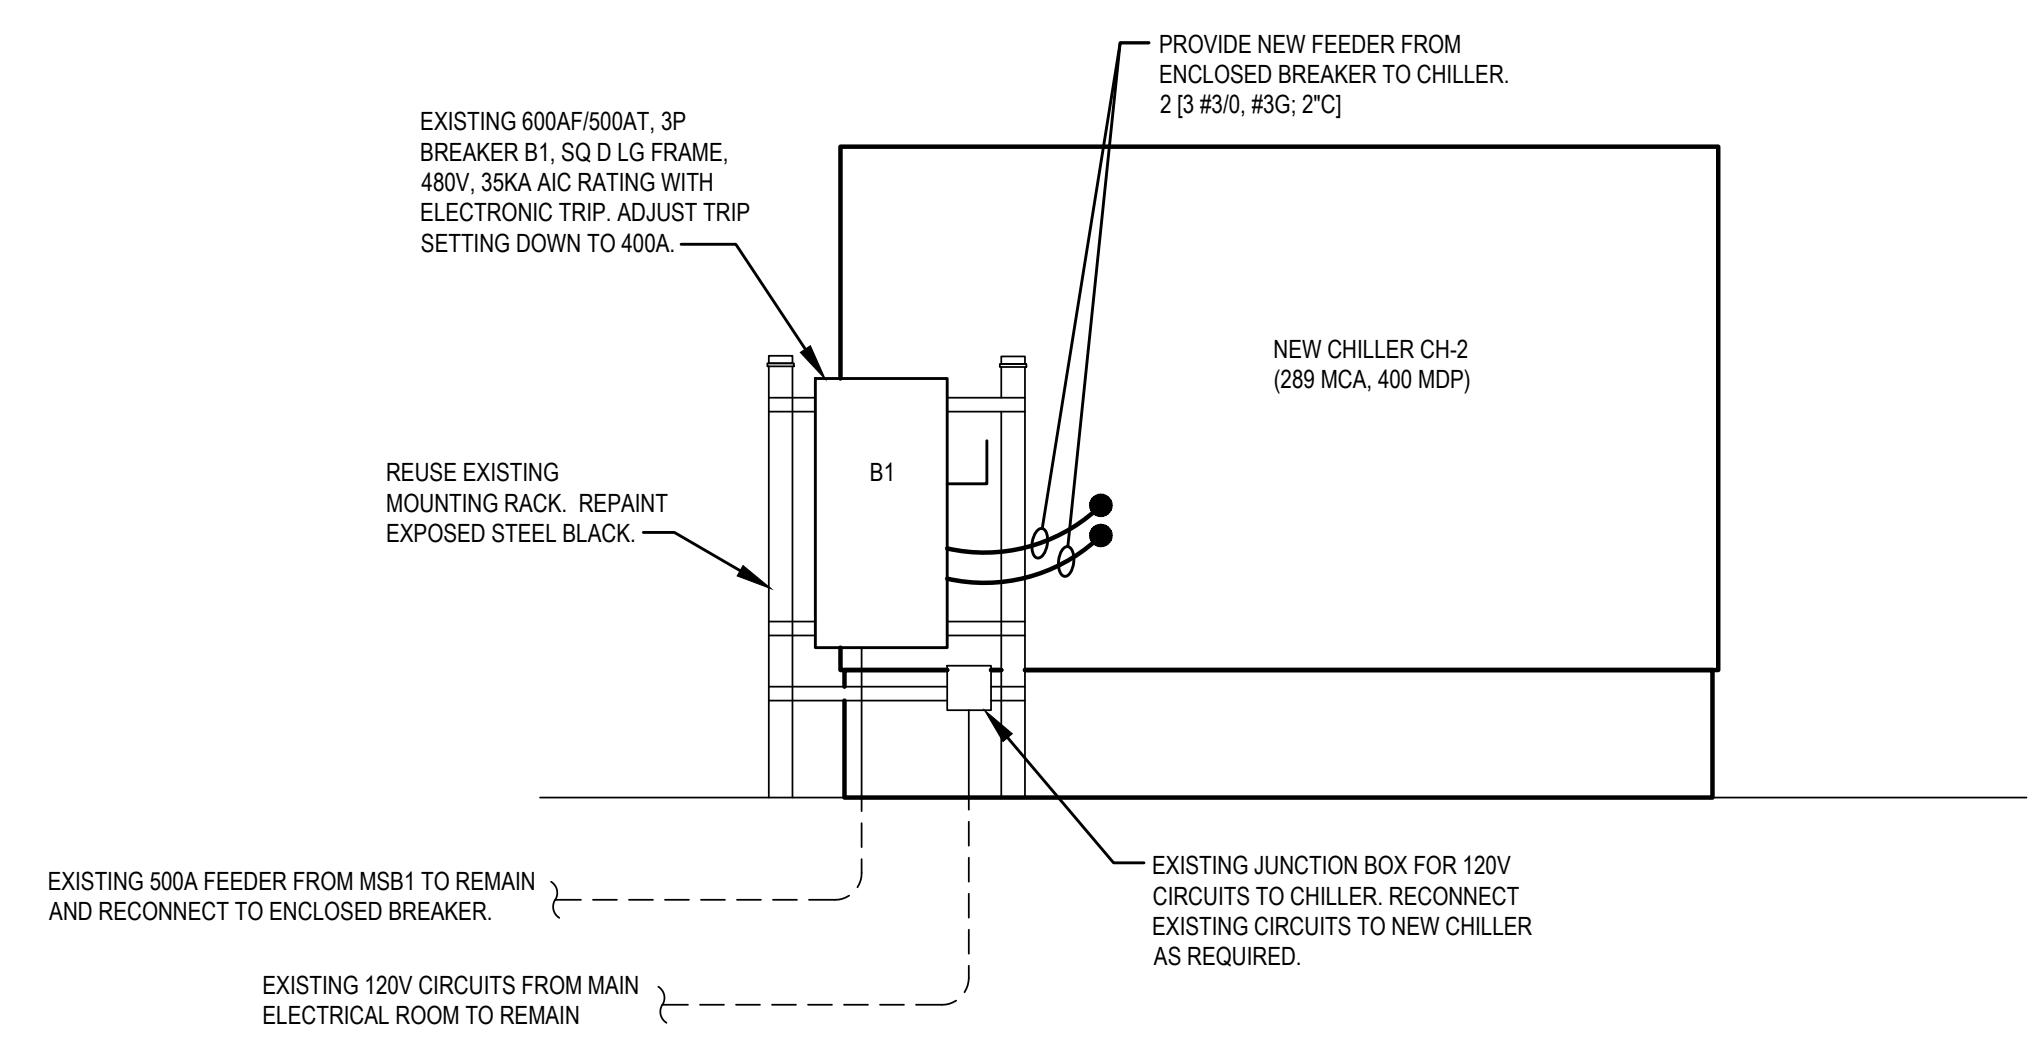 PROVIDE NEW FEEDER FROM
ENCLOSED BREAKER TO CHILLER.
2 [3 #3/0, #3G; 2"C]
EXISTING 600AF/500AT, 3P
BREAKER B1, SQ D LG FRAME,
480V, 35KA AIC RATING WITH
ELECTRONIC TRIP. ADJUST TRIP
SETTING DOWN TO 400A.
NEW CHILLER CH-2
(289 MCA, 400 MDP)
B1
REUSE EXISTING
MOUNTING RACK. REPAINT
EXPOSED STEEL BLACK.
EXISTING 500A FEEDER FROM MSB1 TO REMAIN
AND RECONNECT TO ENCLOSED BREAKER.
EXISTING JUNCTION BOX FOR 120V
CIRCUITS TO CHILLER. RECONNECT
EXISTING CIRCUITS TO NEW CHILLER
AS REQUIRED.
EXISTING 120V CIRCUITS FROM MAIN
ELECTRICAL ROOM TO REMAIN